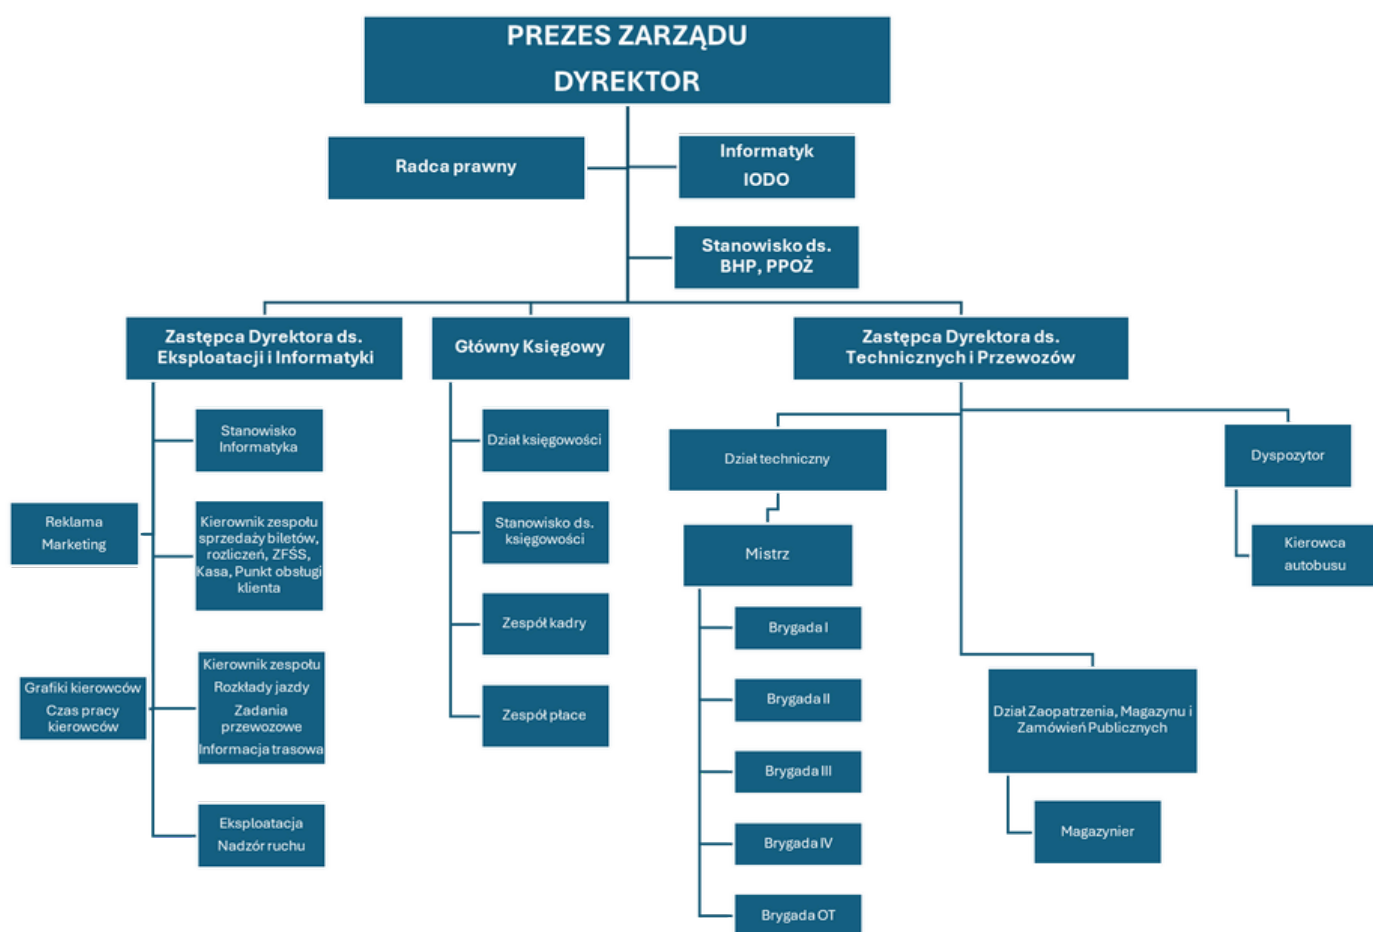 PREZES ZARZĄDU
DYREKTOR
Radca prawny
Informatyk
IODO
Stanowisko ds.
BHP, PPOŻ
Zastępca Dyrektora ds.
Eksploatacji i Informatyki
Główny Księgowy
Zastępca Dyrektora ds.
Technicznych i Przewozów
Stanowisko
Informatyka
Reklama
Marketing
Kierownik zespołu
sprzedaży biletów,
rozliczeń, ZFŚS,
Kasa, Punkt obsługi
klienta
Grafiki kierowców
Czas pracy
kierowców
Kierownik zespołu
Rozkłady jazdy
Zadania
przewozowe
Informacja trasowa
Eksploatacja
Nadzór ruchu
Dział księgowości
Stanowisko ds.
księgowości
Zespół kadry
Zespół płace
Dział techniczny
Mistrz
Brygada I
Brygada II
Brygada III
Brygada IV
Brygada OT
Dyspozytor
Kierowca
autobusu
Dział Zaopatrzenia, Magazynu i
Zamówień Publicznych
Magazynier